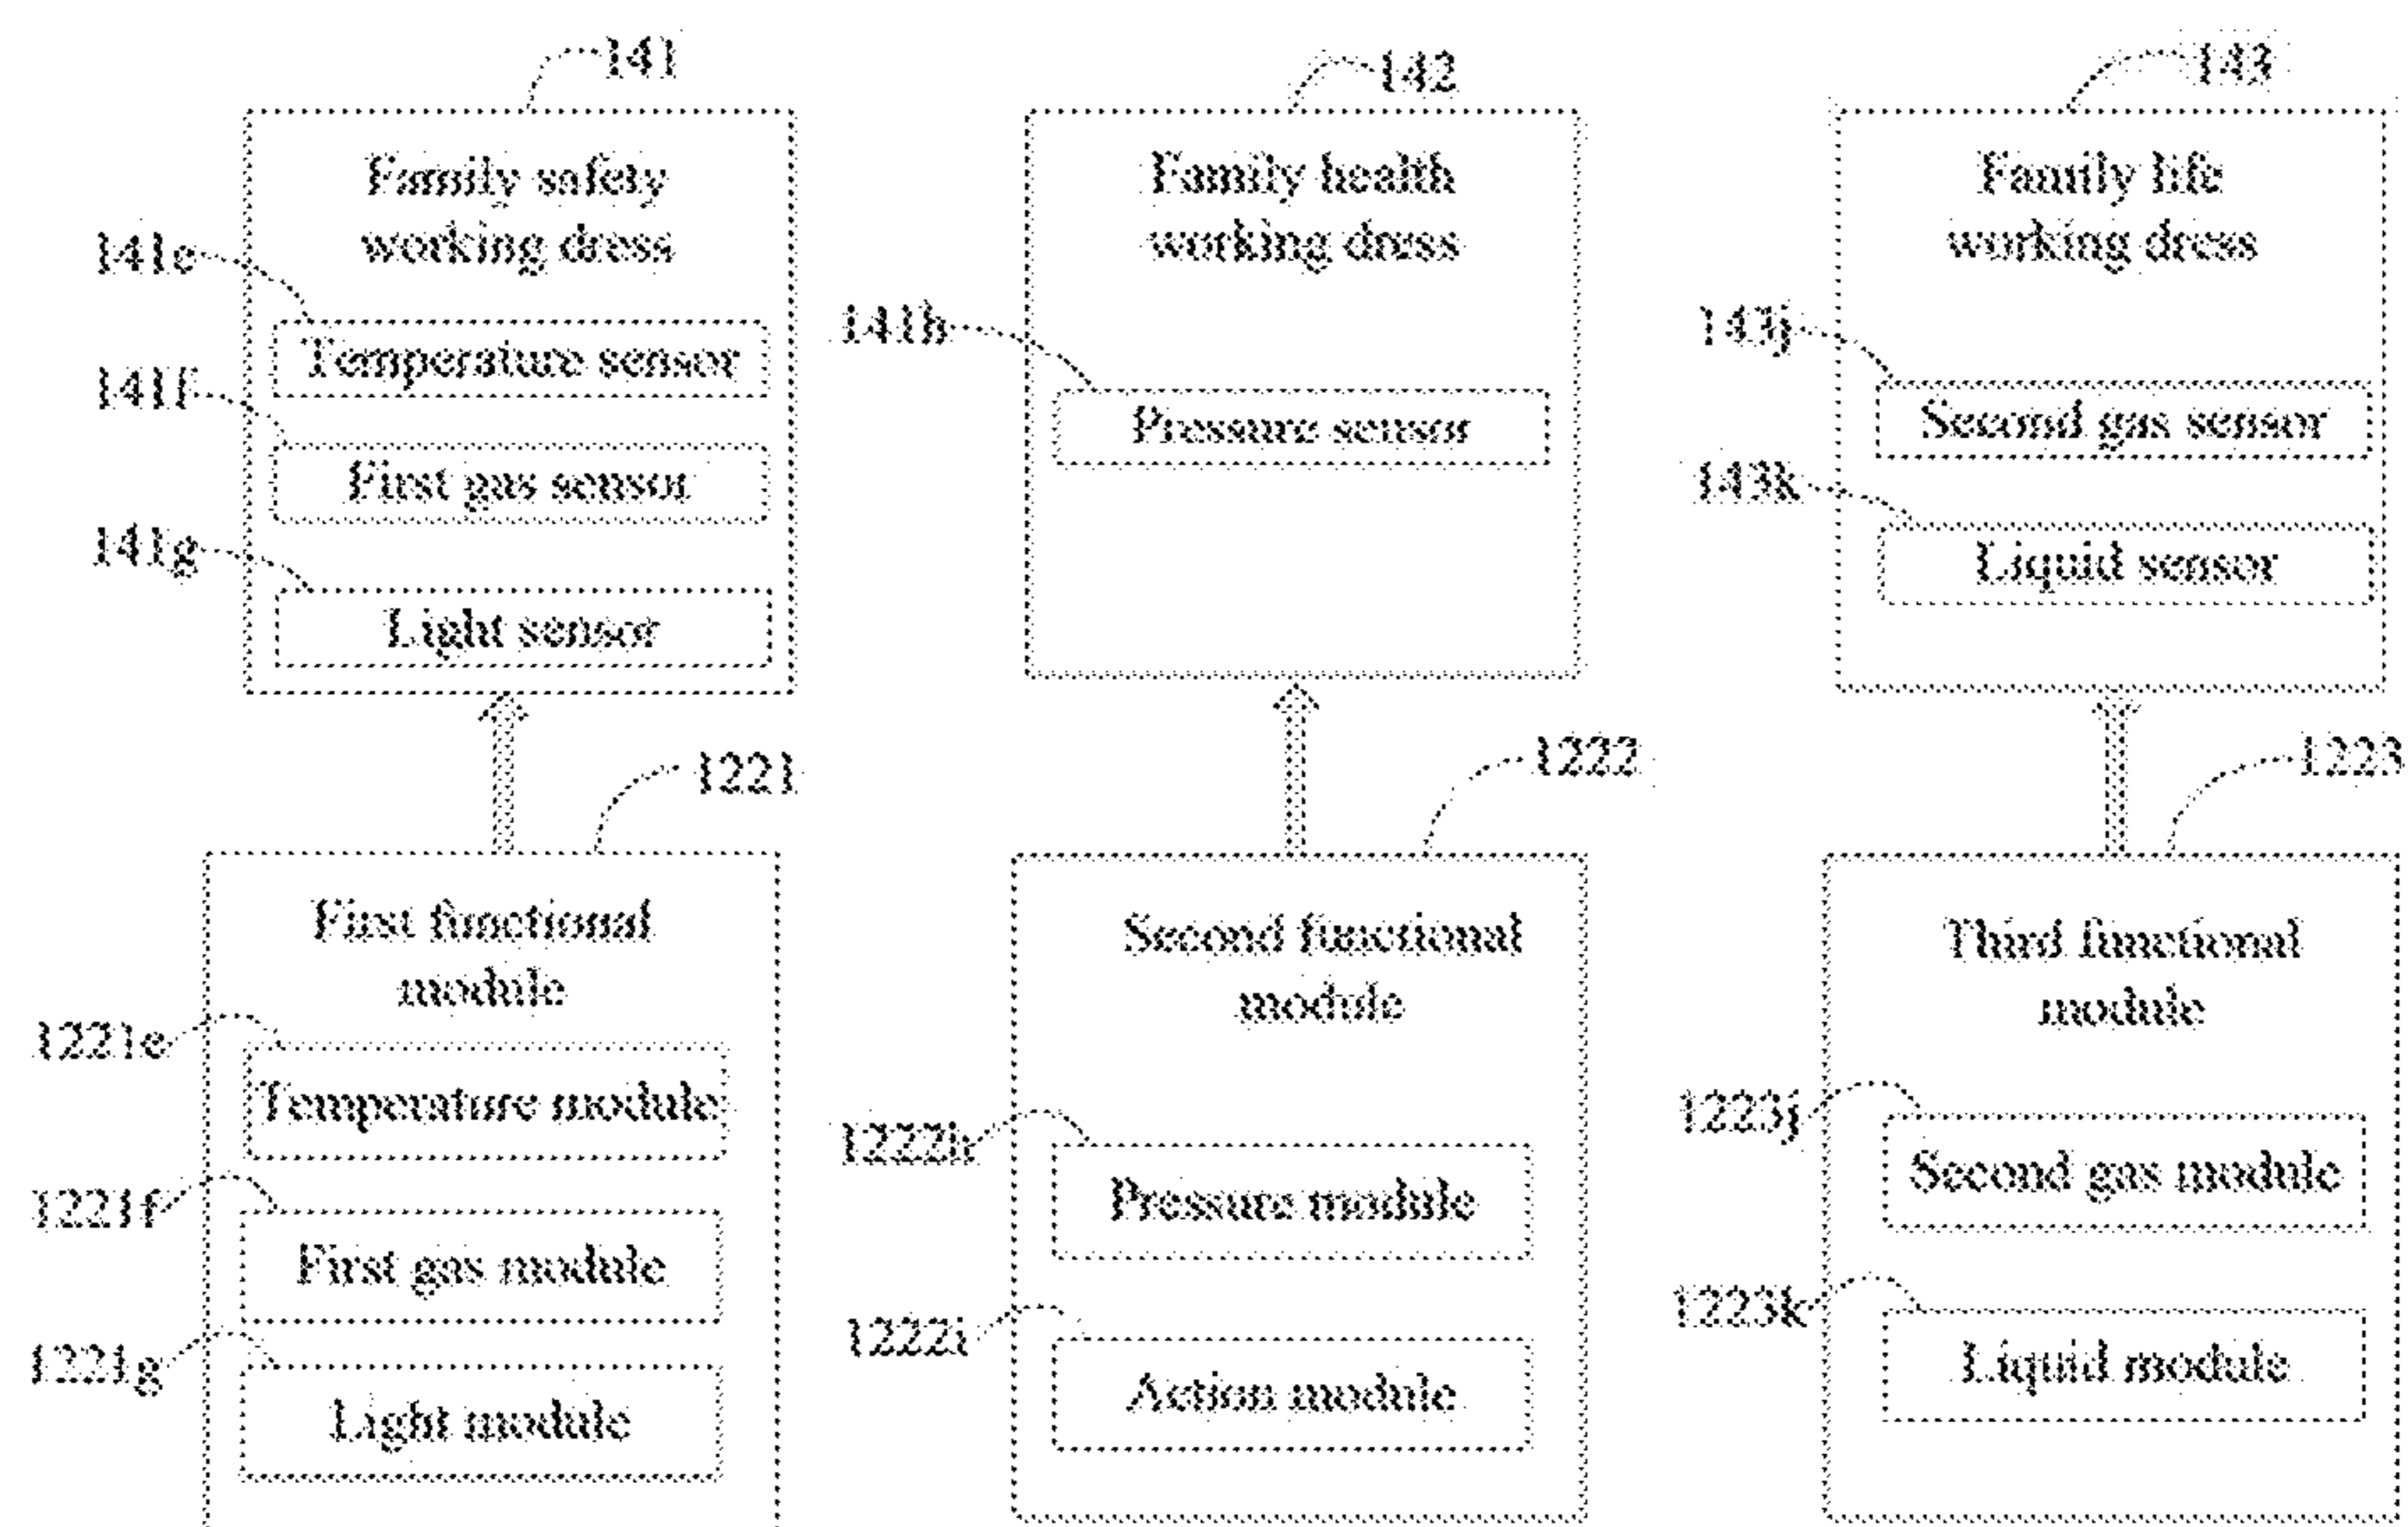 141
142
143
Family safety
working dress
Family health
working dress
Family life
working dress
141e
141h
143j
Temperature sensor
141f
Pressure sensor
Second gas sensor
First gas sensor
143k
141g
Liquid sensor
Light sensor
1221
1222
1223
First functional
module
Second functional
module
Third functional
module
1221e
Temperature module
1222h
1223j
Pressure module
Second gas module
1221f
First gas module
1222i
1223k
1221g
Action module
Liquid module
Light module